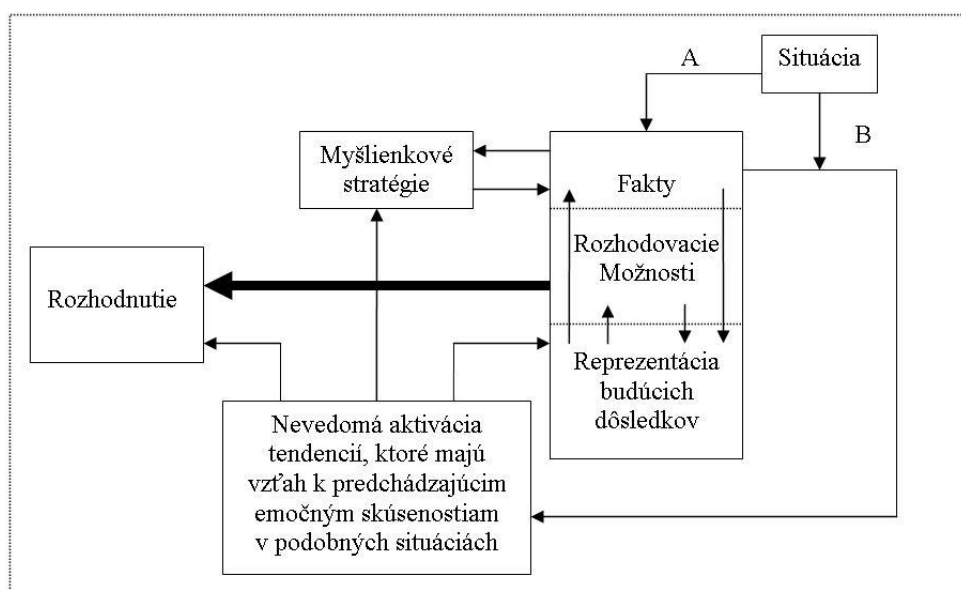 A
Situácia
B
Myšlienkové
stratégie
Fakty
Rozhodovacie
Možnosti
Rozhodnutie
Reprezentácia
budúcich
dôsledkov
Nevedomá aktivácia
tendencií, ktoré majú
vzťah k predchádzajúcim
emočným skúsenostiam
v podobných situáciách